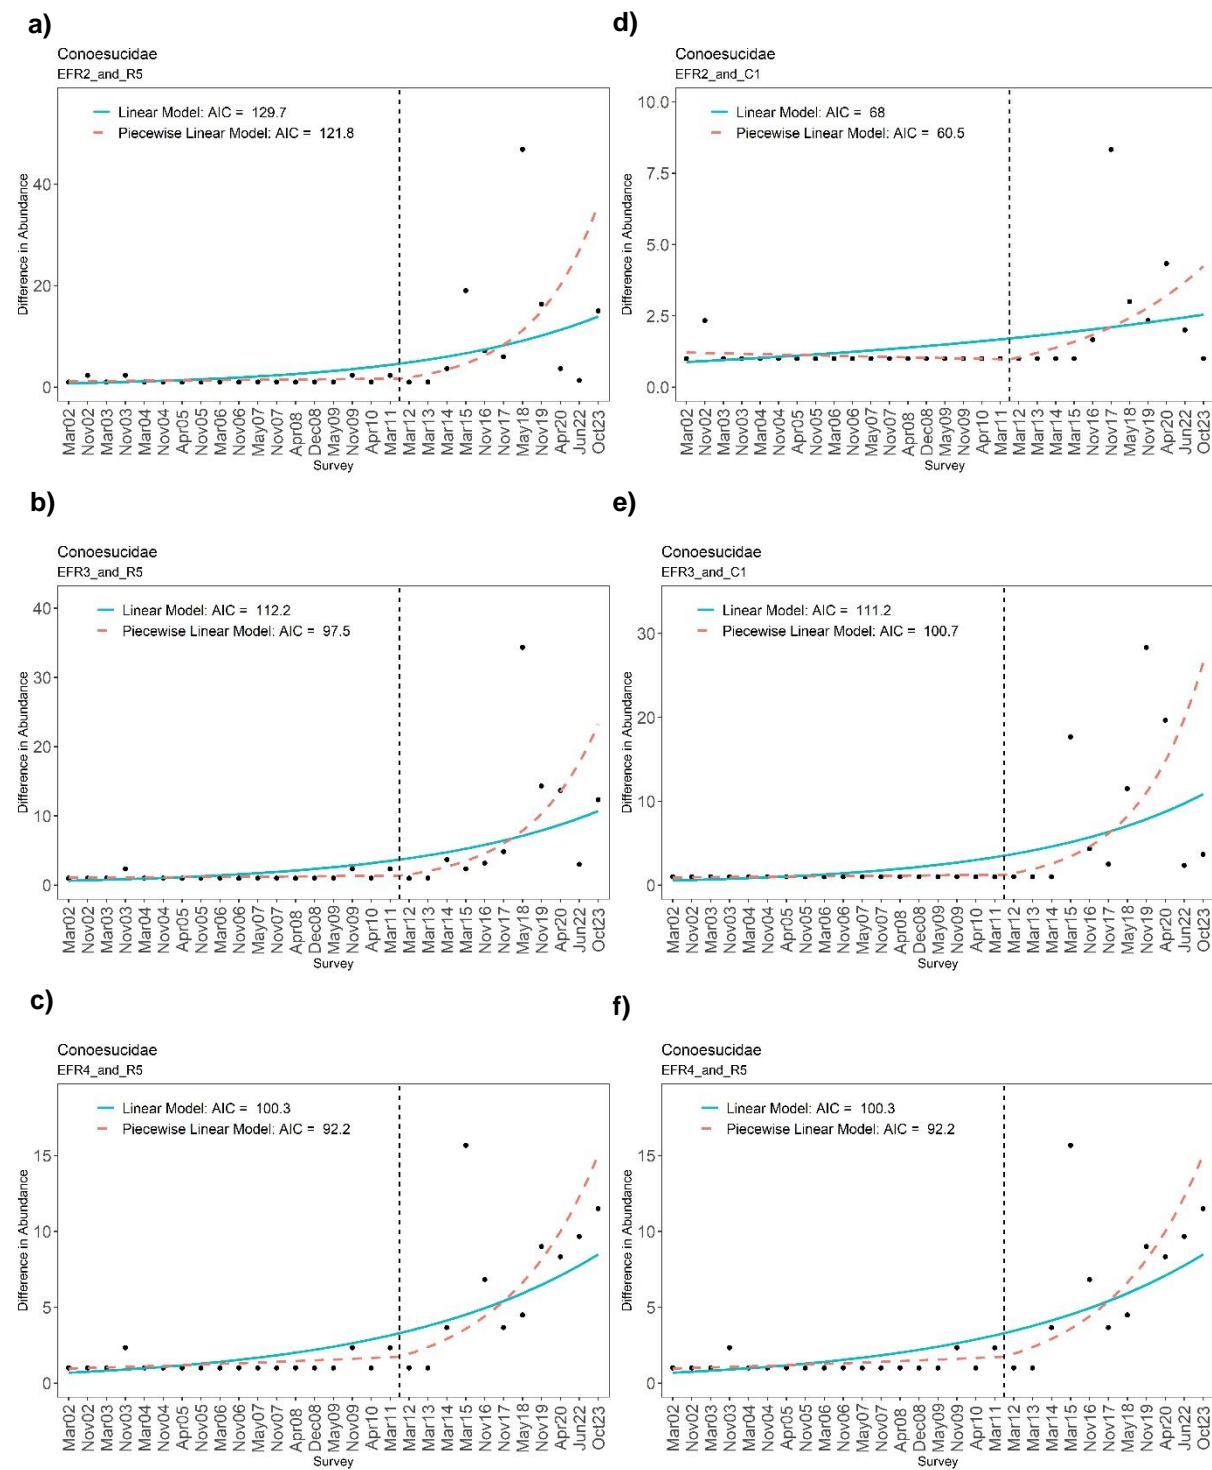 a)
Conoesucidae
EFR2_and_R5
Linear Model: AIC = 129.7
Piecewise Linear Model: AIC = 121.8
Difference in Abundance
40
20
0
Mar02 Nov02 Mar03 Nov03 Mar04 Nov04 Apr05 Nov05 Mar06 Nov06 May07 Nov07 Apr08 Dec08 May09 Nov09 Apr10 Mar11 Mar12 Mar13 Mar14 Mar15 Nov16 Nov17 May18 Nov19 Apr20 Jun22 Oct23
Survey
d)
Conoesucidae
EFR2_and_C1
Linear Model: AIC = 68
Piecewise Linear Model: AIC = 60.5
Difference in Abundance
10.0
7.5
5.0
2.5
0.0
Mar02 Nov02 Mar03 Nov03 Mar04 Nov04 Apr05 Nov05 Mar06 Nov06 May07 Nov07 Apr08 Dec08 May09 Nov09 Apr10 Mar11 Mar12 Mar13 Mar14 Mar15 Nov16 Nov17 May18 Nov19 Apr20 Jun22 Oct23
Survey
b)
Conoesucidae
EFR3_and_R5
Linear Model: AIC = 112.2
Piecewise Linear Model: AIC = 97.5
Difference in Abundance
40
30
20
10
0
Mar02 Nov02 Mar03 Nov03 Mar04 Nov04 Apr05 Nov05 Mar06 Nov06 May07 Nov07 Apr08 Dec08 May09 Nov09 Apr10 Mar11 Mar12 Mar13 Mar14 Mar15 Nov16 Nov17 May18 Nov19 Apr20 Jun22 Oct23
Survey
e)
Conoesucidae
EFR3_and_C1
Linear Model: AIC = 111.2
Piecewise Linear Model: AIC = 100.7
Difference in Abundance
30
20
10
0
Mar02 Nov02 Mar03 Nov03 Mar04 Nov04 Apr05 Nov05 Mar06 Nov06 May07 Nov07 Apr08 Dec08 May09 Nov09 Apr10 Mar11 Mar12 Mar13 Mar14 Mar15 Nov16 Nov17 May18 Nov19 Apr20 Jun22 Oct23
Survey
c)
Conoesucidae
EFR4_and_R5
Linear Model: AIC = 100.3
Piecewise Linear Model: AIC = 92.2
Difference in Abundance
15
10
5
0
Mar02 Nov02 Mar03 Nov03 Mar04 Nov04 Apr05 Nov05 Mar06 Nov06 May07 Nov07 Apr08 Dec08 May09 Nov09 Apr10 Mar11 Mar12 Mar13 Mar14 Mar15 Nov16 Nov17 May18 Nov19 Apr20 Jun22 Oct23
Survey
f)
Conoesucidae
EFR4_and_R5
Linear Model: AIC = 100.3
Piecewise Linear Model: AIC = 92.2
Difference in Abundance
15
10
5
0
Mar02 Nov02 Mar03 Nov03 Mar04 Nov04 Apr05 Nov05 Mar06 Nov06 May07 Nov07 Apr08 Dec08 May09 Nov09 Apr10 Mar11 Mar12 Mar13 Mar14 Mar15 Nov16 Nov17 May18 Nov19 Apr20 Jun22 Oct23
Survey